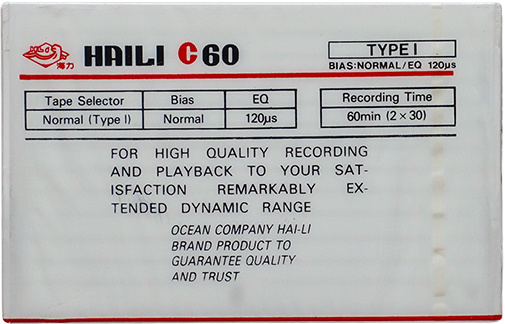 海力
HAILI C60
TYPE I
BIAS:NORMAL/EQ 120µs
Tape Selector Bias EQ
Normal (Type I) Normal 120µs
Recording Time
60min (2 × 30)
FOR HIGH QUALITY RECORDING
AND PLAYBACK TO YOUR SAT-
ISFACTION REMARKABLY EX-
TENDED DYNAMIC RANGE
OCEAN COMPANY HAI-LI
BRAND PRODUCT TO
GUARANTEE QUALITY
AND TRUST